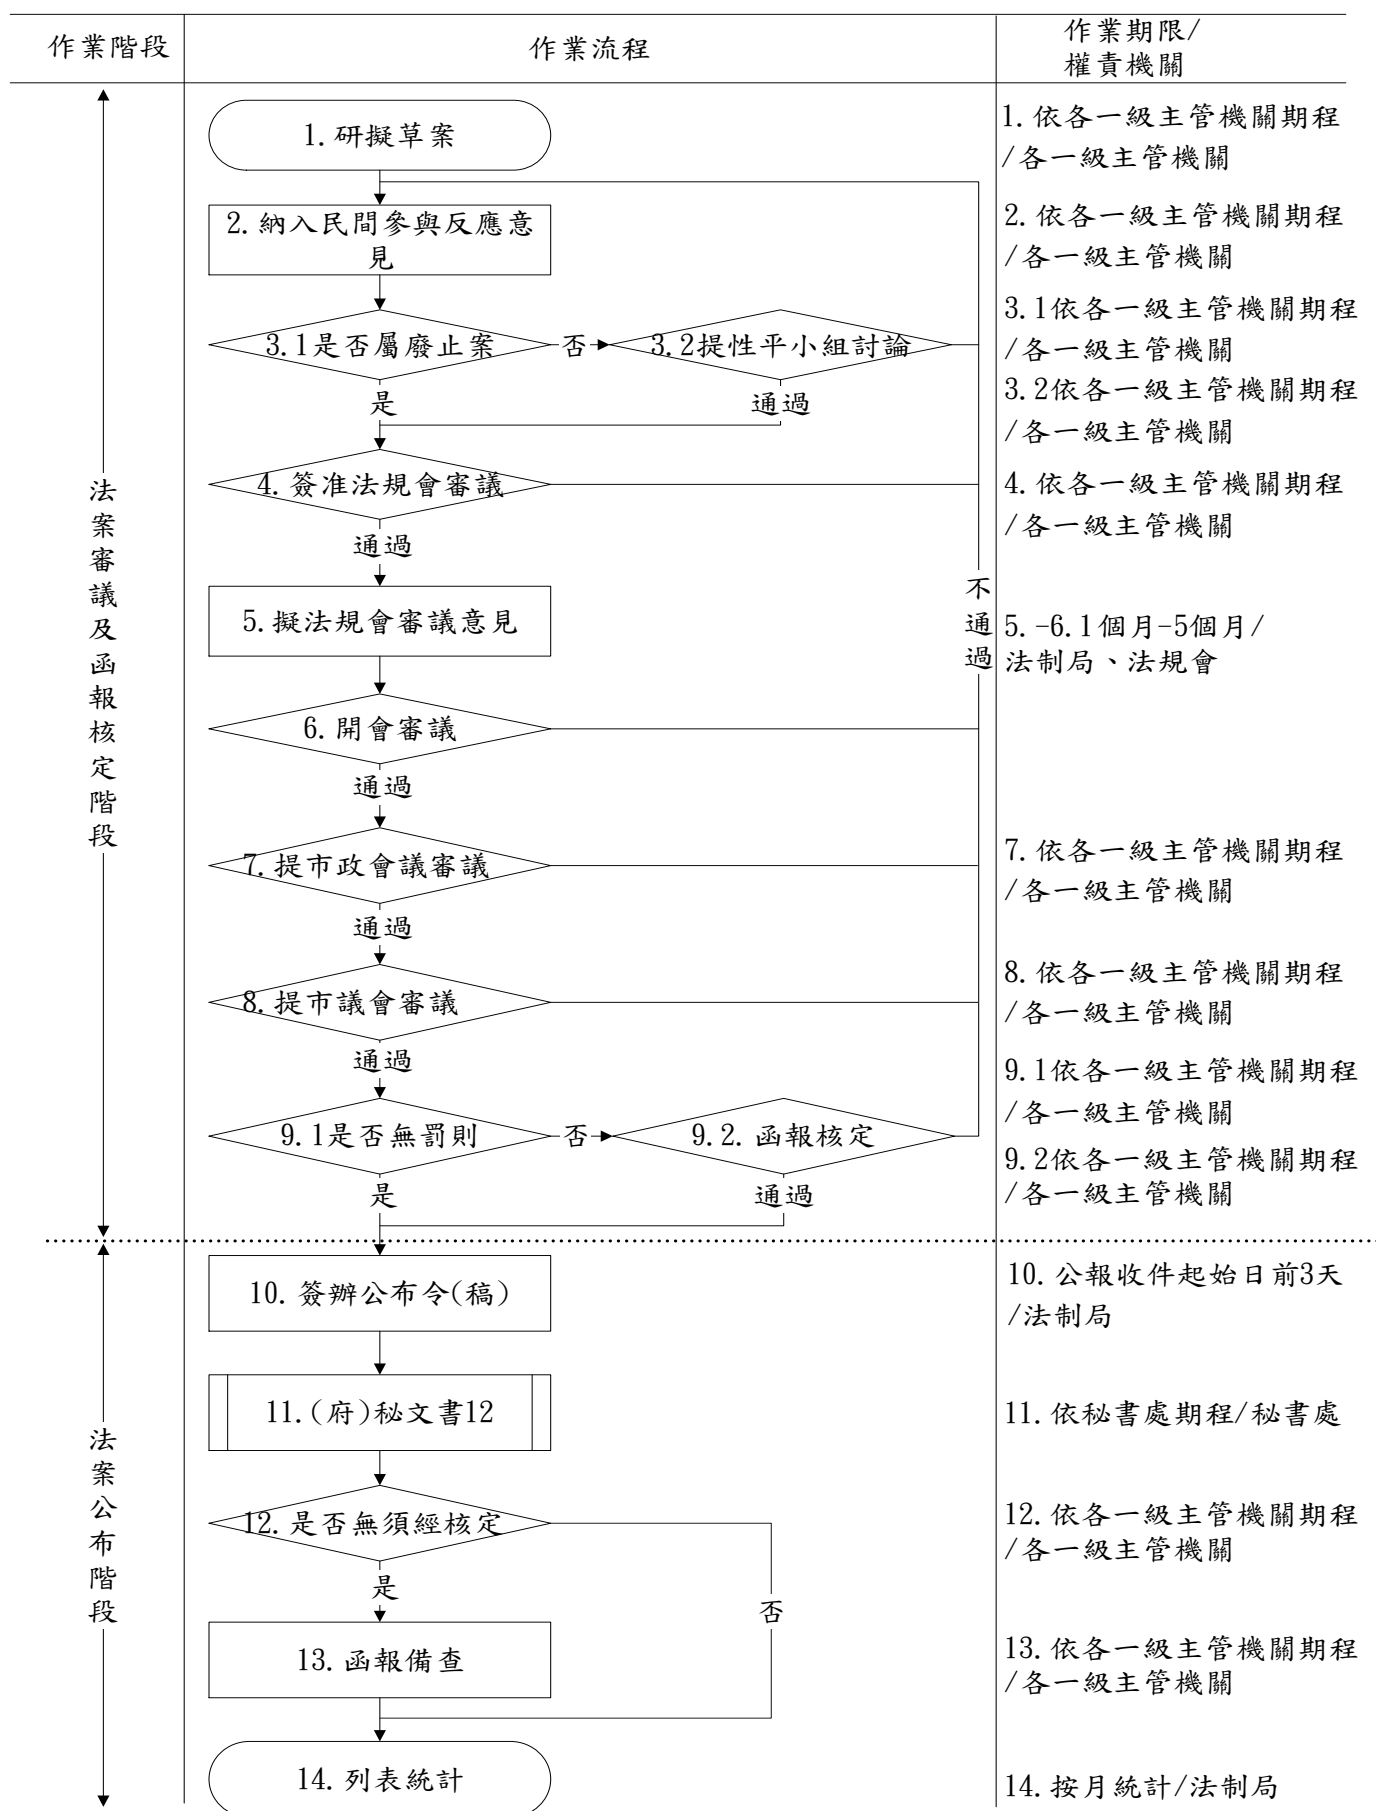 作業階段
作業流程
作業期限/
權責機關
1.研擬草案
1.依各一級主管機關期程
/各一級主管機關
2.納入民間參與反應意
見
2.依各一級主管機關期程
/各一級主管機關
3.1是否屬廢止案
否
3.2提性平小組討論
3.1依各一級主管機關期程
/各一級主管機關
是
通過
3.2依各一級主管機關期程
/各一級主管機關
4.簽准法規會審議
4.依各一級主管機關期程
/各一級主管機關
通過
法案審議及函報核定階段
不通過
5.擬法規會審議意見
5.-6.1個月-5個月/
法制局、法規會
6.開會審議
通過
7.提市政會議審議
7.依各一級主管機關期程
/各一級主管機關
通過
8.提市議會審議
8.依各一級主管機關期程
/各一級主管機關
通過
9.1是否無罰則
否
9.2.函報核定
9.1依各一級主管機關期程
/各一級主管機關
是
通過
9.2依各一級主管機關期程
/各一級主管機關
10.簽辦公布令(稿)
10.公報收件起始日前3天
/法制局
11.(府)秘文書12
11.依秘書處期程/秘書處
法案公布階段
12.是否無須經核定
12.依各一級主管機關期程
/各一級主管機關
是
否
13.函報備查
13.依各一級主管機關期程
/各一級主管機關
14.列表統計
14.按月統計/法制局